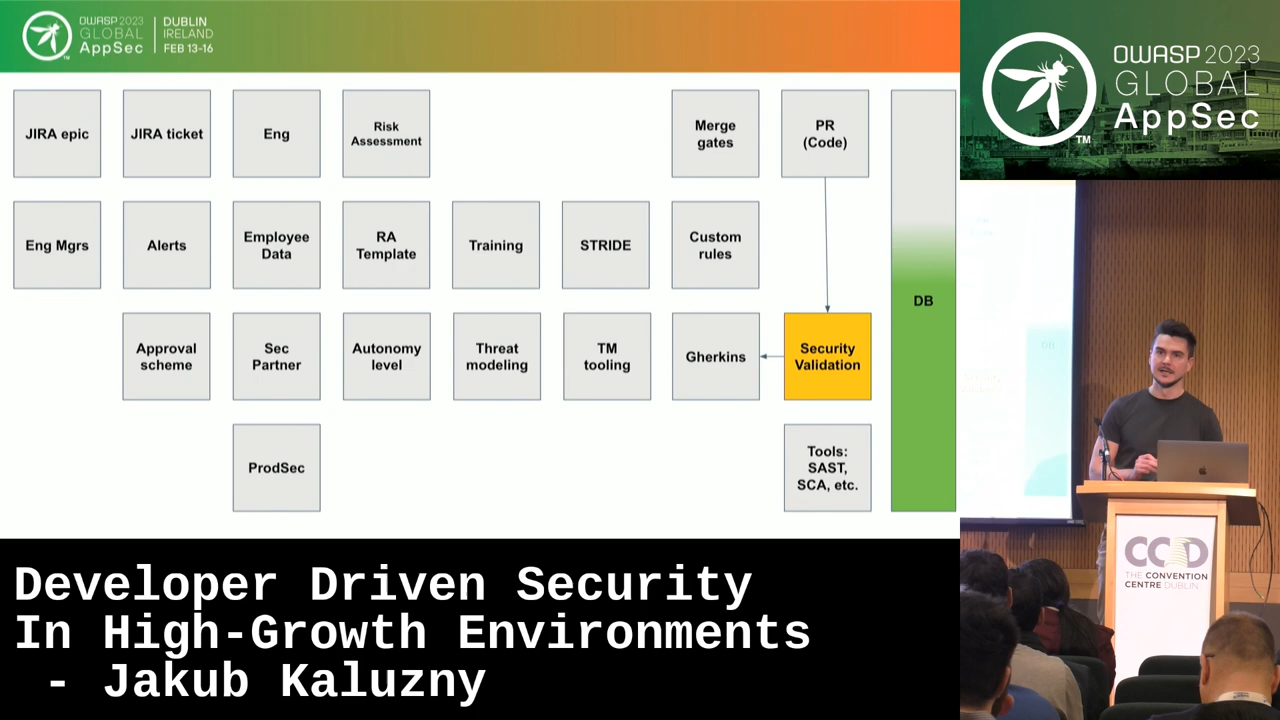 OWASP 2023
GLOBAL
AppSec
TM
DUBLIN
IRELAND
FEB 13-16
OWASP 2023
GLOBAL
AppSec
TM
JIRA epic
JIRA ticket
Eng
Risk
Assessment
Merge
gates
PR
(Code)
Eng Mgrs
Alerts
Employee
Data
RA
Template
Training
STRIDE
Custom
rules
DB
Approval
scheme
Sec
Partner
Autonomy
level
Threat
modeling
TM
tooling
Gherkins
Security
Validation
ProdSec
Tools:
SAST,
SCA, etc.
CCD
THE CONVENTION
CENTRE DUBLIN
Developer Driven Security
In High-Growth Environments
- Jakub Kaluzny